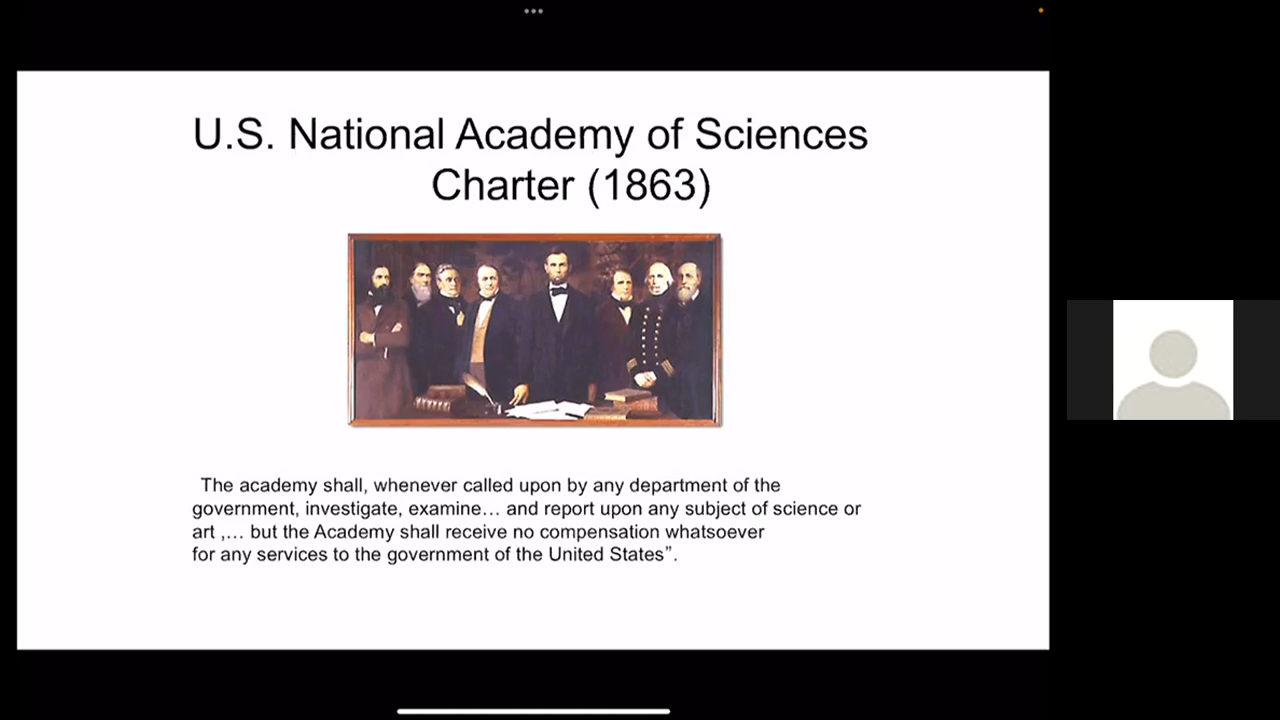 U.S. National Academy of Sciences
Charter (1863)
The academy shall, whenever called upon by any department of the
government, investigate, examine… and report upon any subject of science or
art ,… but the Academy shall receive no compensation whatsoever
for any services to the government of the United States”.